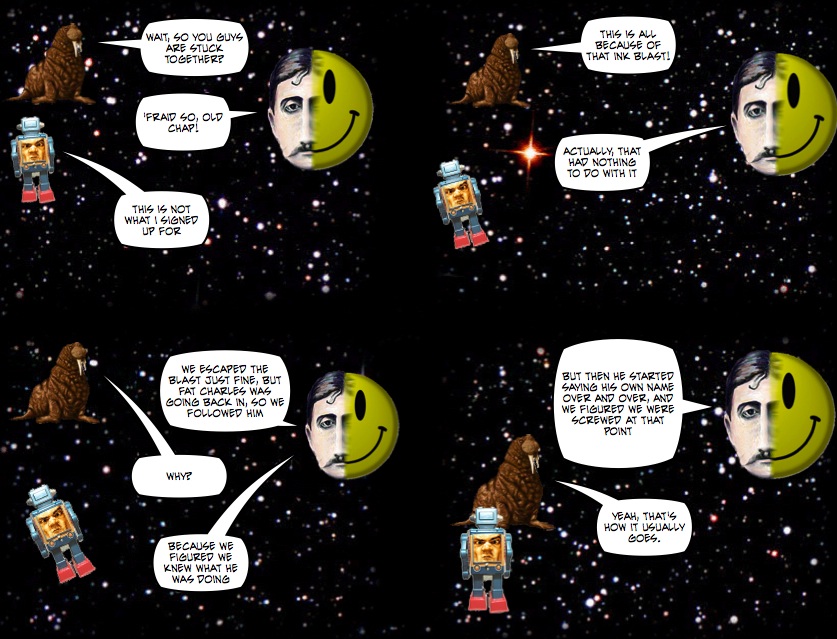 WAIT, SO YOU GUYS
ARE STUCK
TOGETHER?
'FRAID SO, OLD
CHAP!
THIS IS NOT
WHAT I SIGNED
UP FOR
THIS IS ALL
BECAUSE OF
THAT INK BLAST!
ACTUALLY, THAT
HAD NOTHING
TO DO WITH IT
WE ESCAPED THE
BLAST JUST FINE, BUT
FAT CHARLES WAS
GOING BACK IN, SO WE
FOLLOWED HIM
WHY?
BECAUSE WE
FIGURED WE
KNEW WHAT HE
WAS DOING
BUT THEN HE STARTED
SAYING HIS OWN NAME
OVER AND OVER, AND
WE FIGURED WE WERE
SCREWED AT THAT
POINT
YEAH, THAT'S
HOW IT USUALLY
GOES.